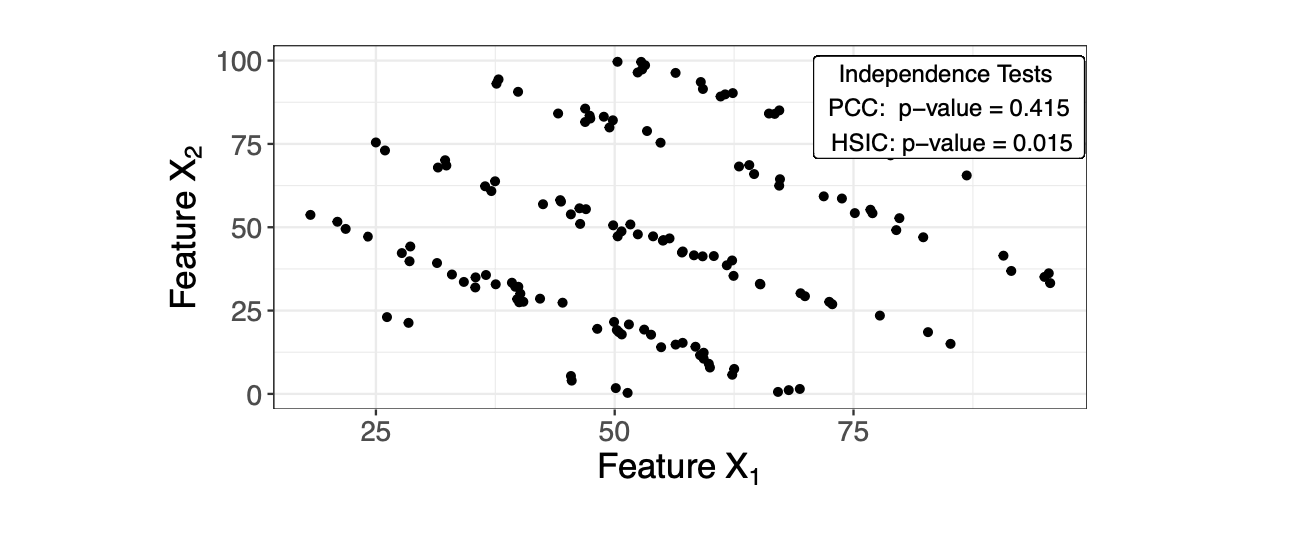 100
75
50
25
0
Feature X₂
Independence Tests
PCC: p−value = 0.415
HSIC: p−value = 0.015
25 50 75
Feature X₁